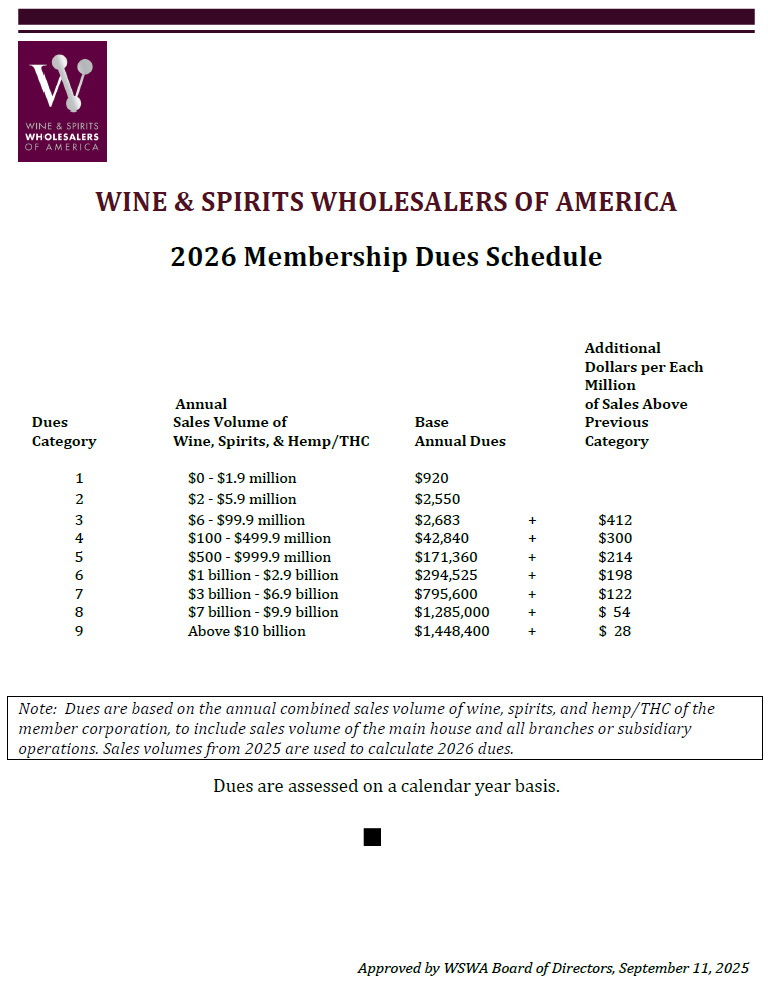 W
WINE & SPIRITS
WHOLESALERS
OF AMERICA
WINE & SPIRITS WHOLESALERS OF AMERICA
2026 Membership Dues Schedule
Additional
Dollars per Each
Million
Annual of Sales Above
Dues Sales Volume of Base Previous
Category Wine, Spirits, & Hemp/THC Annual Dues Category
1 $0 - $1.9 million $920
2 $2 - $5.9 million $2,550
3 $6 - $99.9 million $2,683 + $412
4 $100 - $499.9 million $42,840 + $300
5 $500 - $999.9 million $171,360 + $214
6 $1 billion - $2.9 billion $294,525 + $198
7 $3 billion - $6.9 billion $795,600 + $122
8 $7 billion - $9.9 billion $1,285,000 + $ 54
9 Above $10 billion $1,448,400 + $ 28
Note: Dues are based on the annual combined sales volume of wine, spirits, and hemp/THC of the
member corporation, to include sales volume of the main house and all branches or subsidiary
operations. Sales volumes from 2025 are used to calculate 2026 dues.
Dues are assessed on a calendar year basis.
Approved by WSWA Board of Directors, September 11, 2025